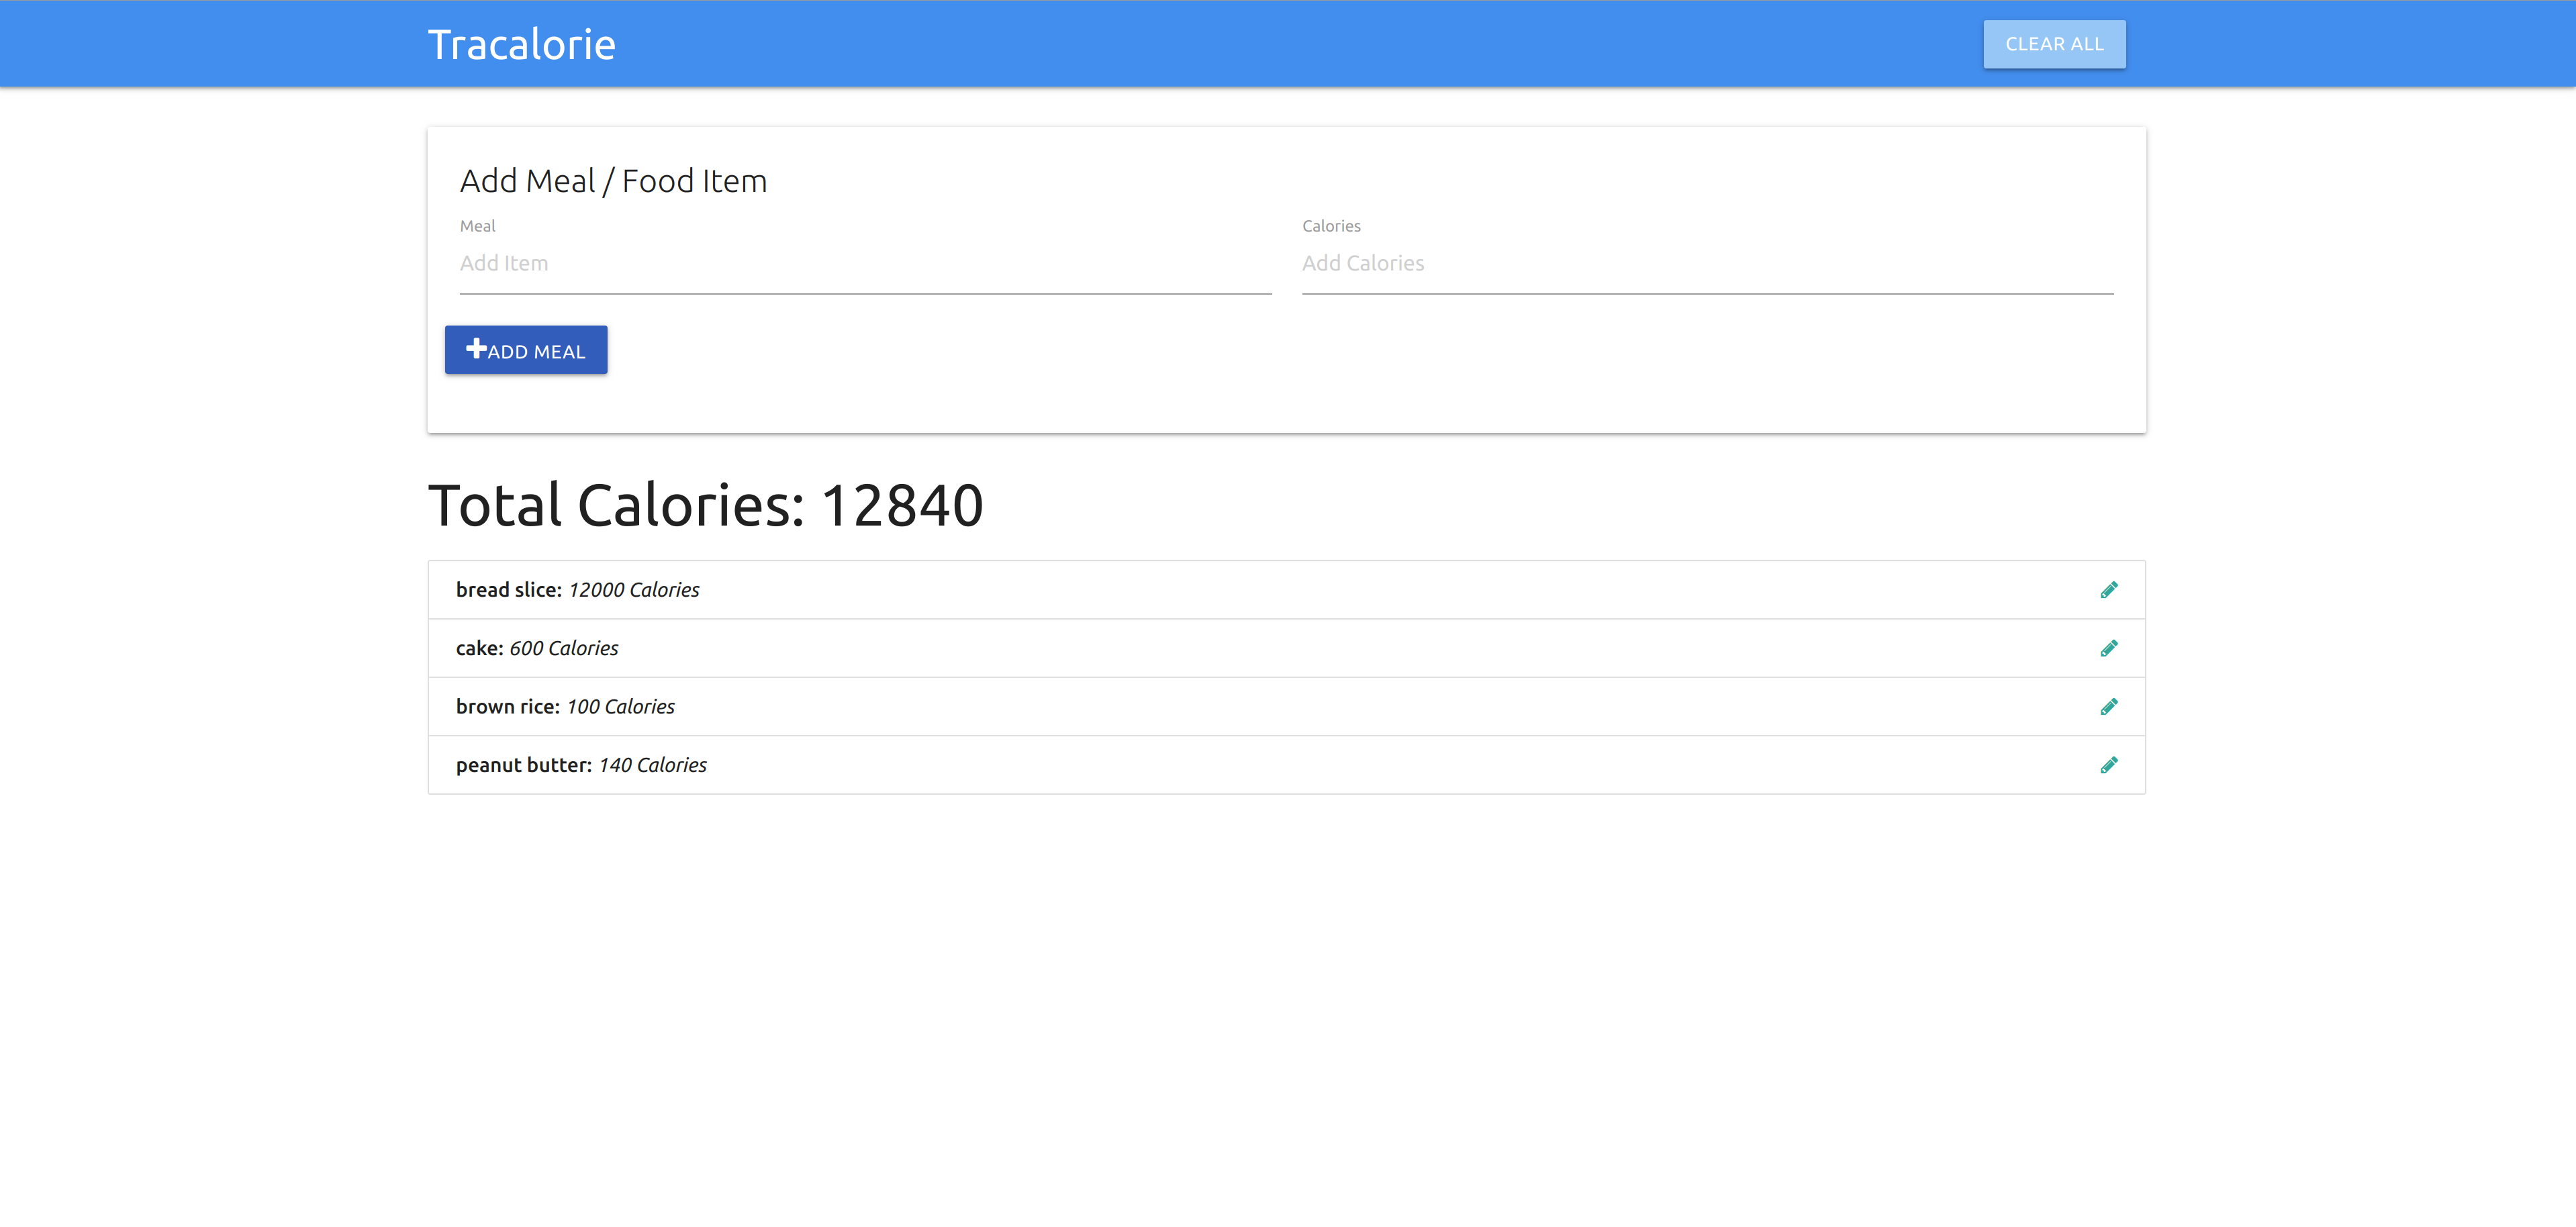 Tracalorie
CLEAR ALL
Add Meal / Food Item
Meal
Calories
Add Item
Add Calories
ADD MEAL
Total Calories: 12840
bread slice: 12000 Calories
cake: 600 Calories
brown rice: 100 Calories
peanut butter: 140 Calories